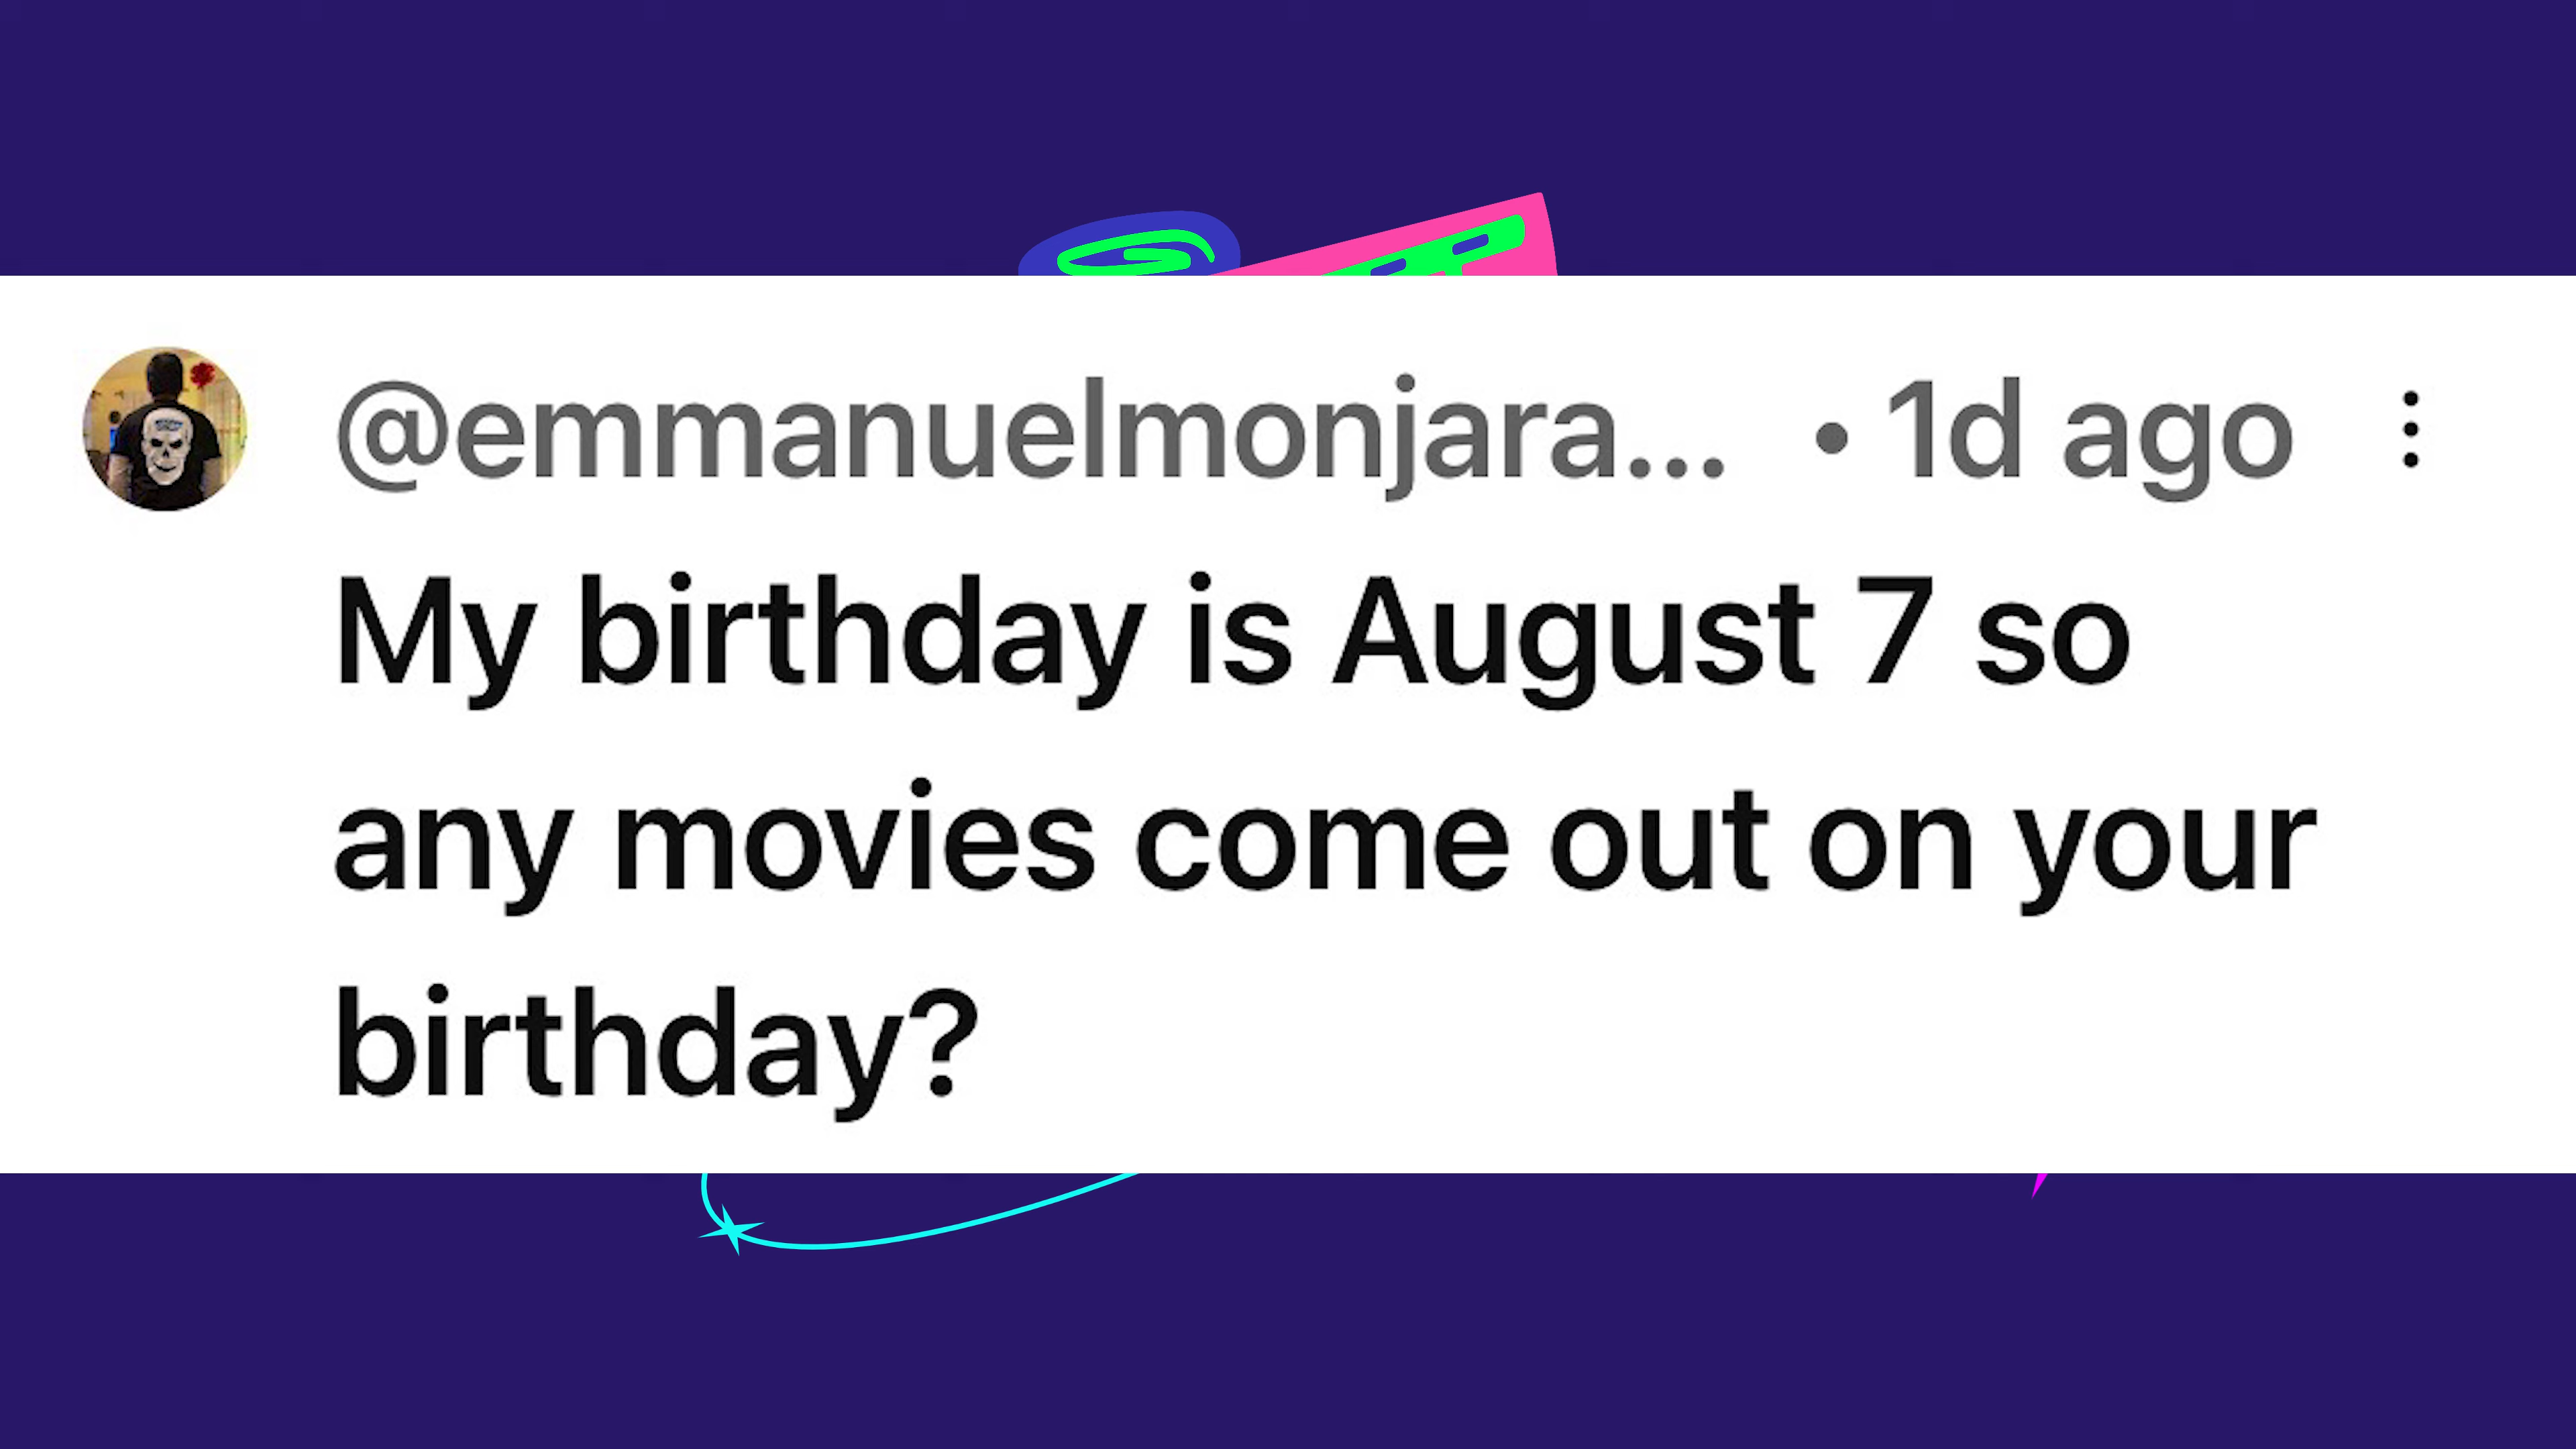 @emmanuelmonjara... • 1d ago
My birthday is August 7 so
any movies come out on your
birthday?